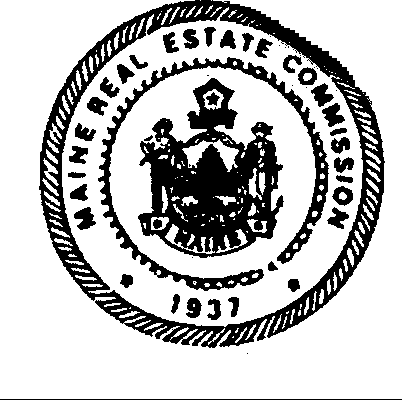 MAINE REAL ESTATE COMMISSION
MAINE
1937